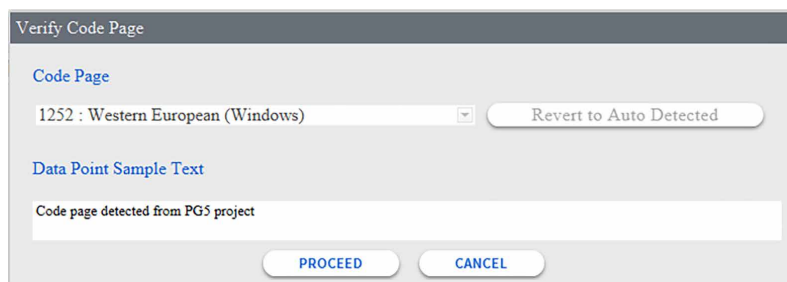 Verify Code Page
Code Page
1252 : Western European (Windows)
Revert to Auto Detected
Data Point Sample Text
Code page detected from PG5 project
PROCEED
CANCEL